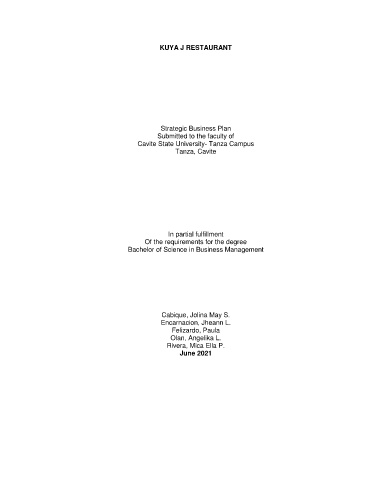 KUYA J RESTAURANT
Strategic Business Plan
Submitted to the faculty of
Cavite State University- Tanza Campus
Tanza, Cavite
In partial fulfillment
Of the requirements for the degree
Bachelor of Science in Business Management
Cabique, Jolina May S.
Encarnacion, Jheann L.
Felizardo, Paula
Olan, Angelika L.
Rivera, Mica Ella P.
June 2021